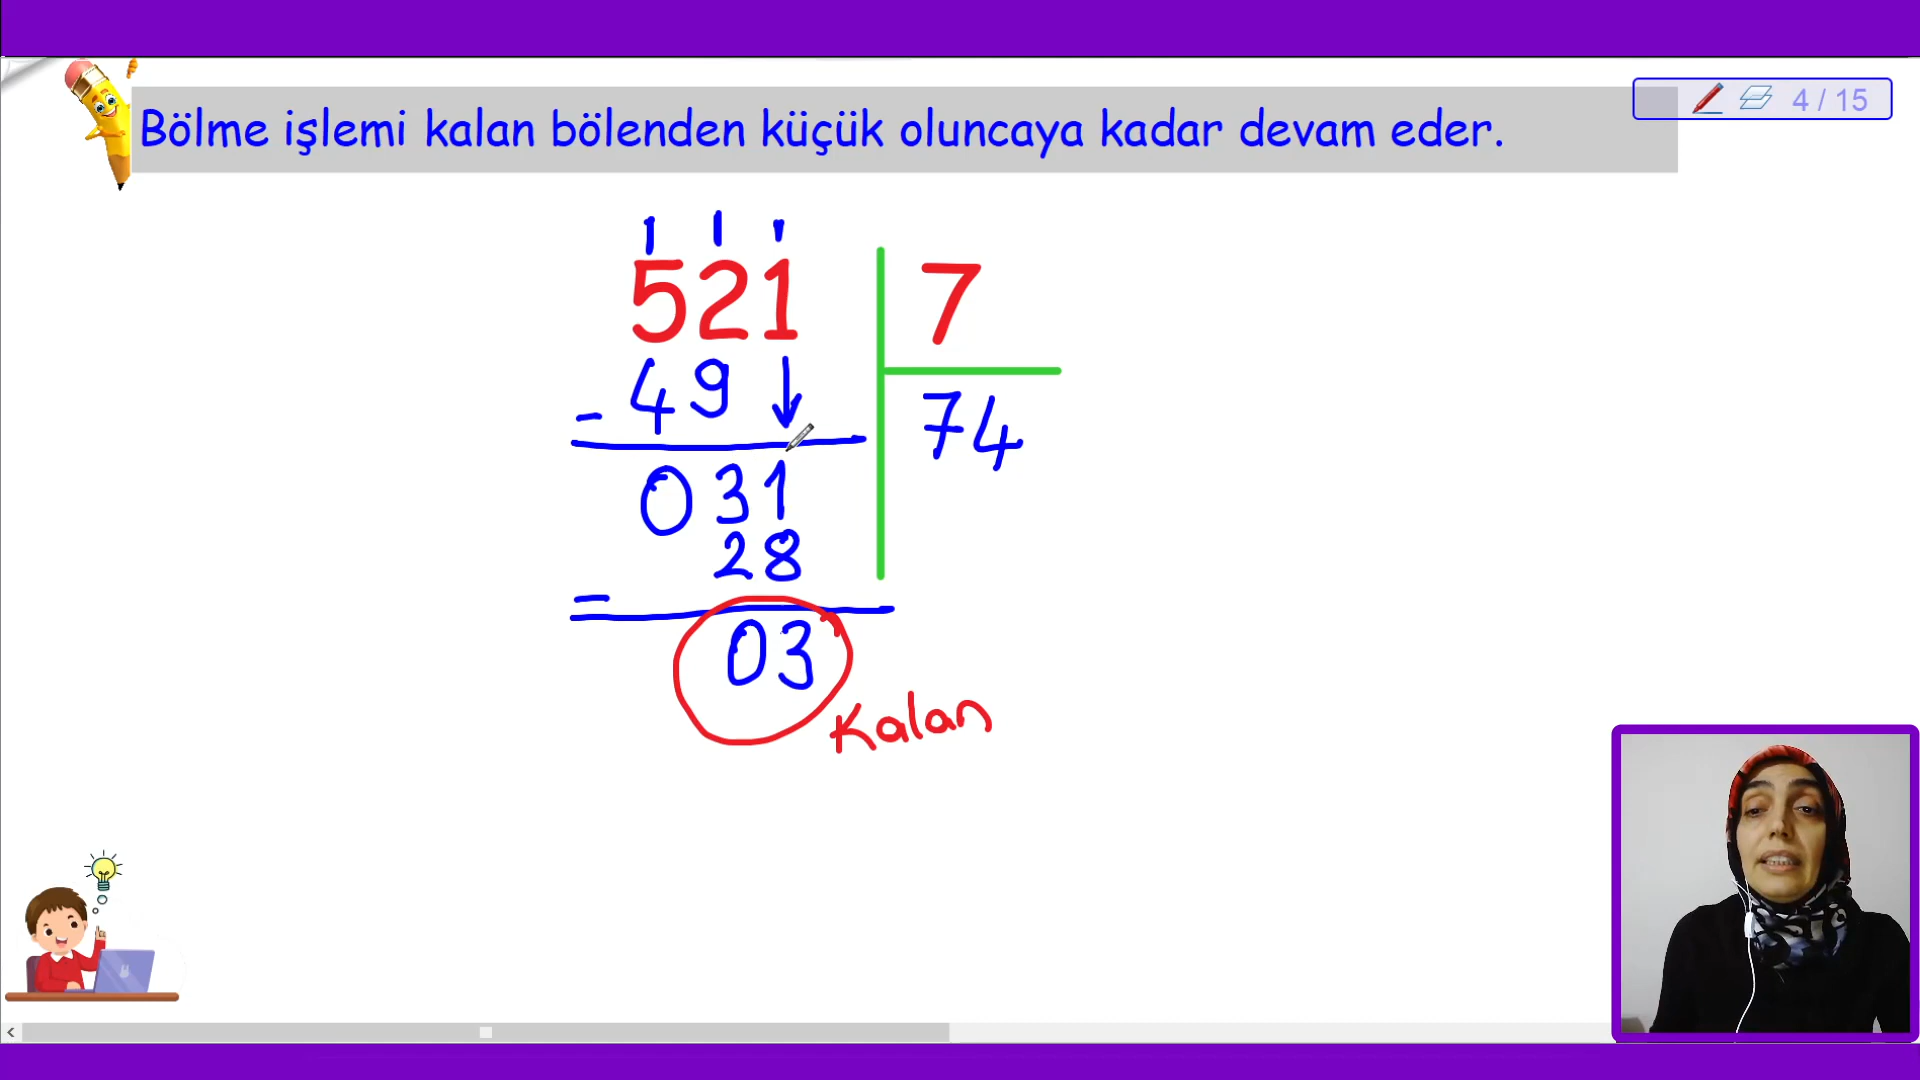 4 / 15
Bölme işlemi kalan bölenden küçük oluncaya kadar devam eder.
521 7
- 49 74
031
28
-
03
Kalan